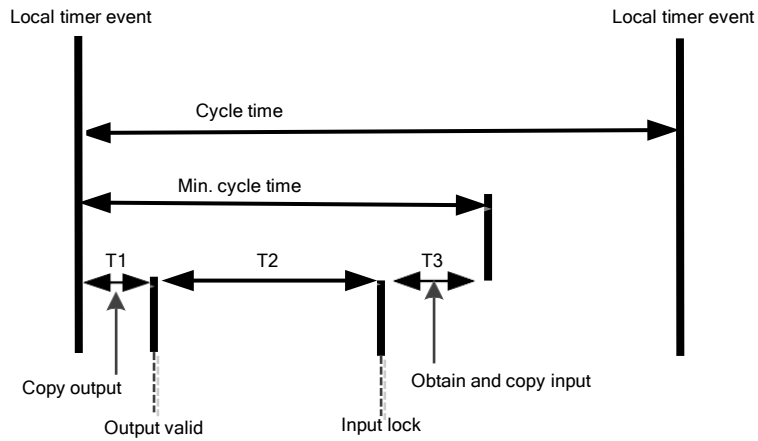 Local timer event
Local timer event
Cycle time
Min. cycle time
T1
T2
T3
Copy output
Obtain and copy input
Output valid
Input lock